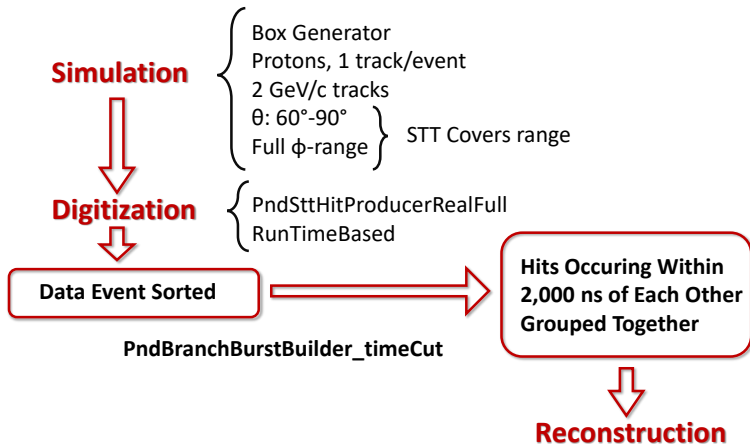 Simulation
Box Generator
Protons, 1 track/event
2 GeV/c tracks
θ: 60°-90°
Full ϕ-range
STT Covers range
Digitization
PndSttHitProducerRealFull
RunTimeBased
Data Event Sorted
PndBranchBurstBuilder_timeCut
Hits Occuring Within
2,000 ns of Each Other
Grouped Together
Reconstruction